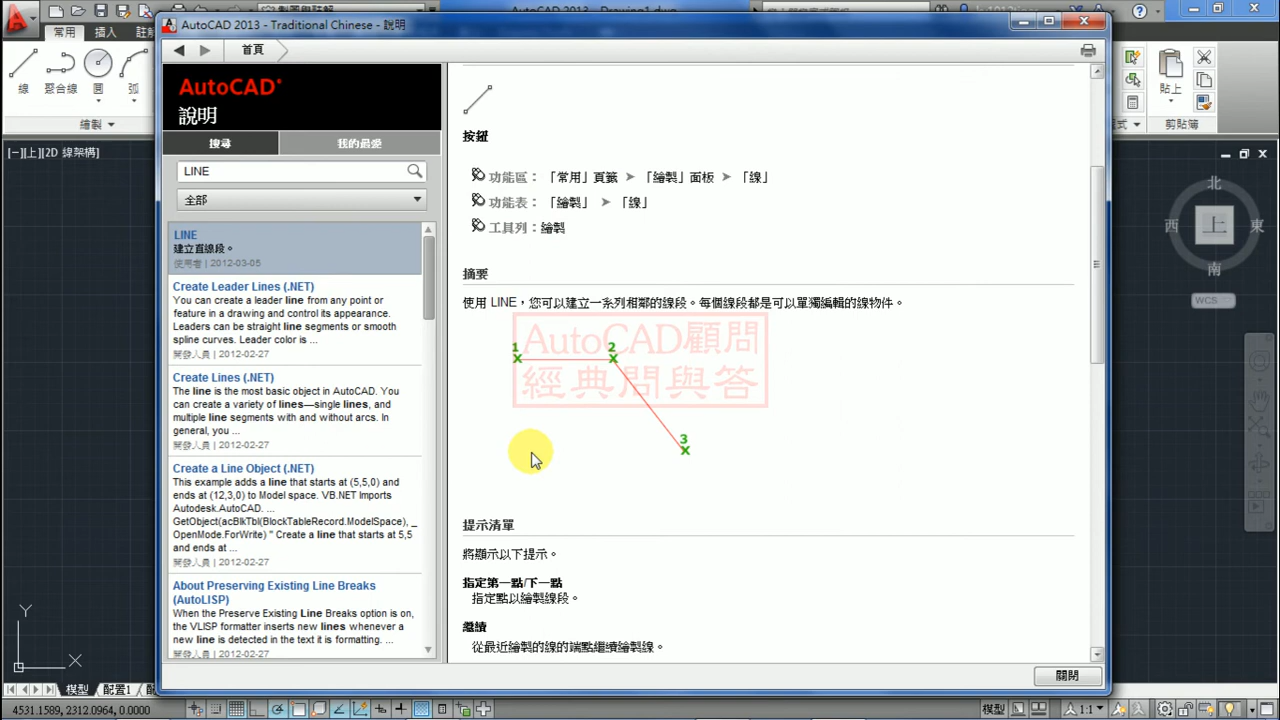 AutoCAD 2013 - Drawing1.dwg
AutoCAD 2013 - Traditional Chinese - 說明
首頁
常用
插入
線
聚合線
圓
弧
繪製
貼上
剪貼簿
[−][上][2D 線架構]
AutoCAD
說明
搜尋
我的最愛
LINE
全部
LINE
建立直線段。
使用者 | 2012-03-05
Create Leader Lines (.NET)
You can create a leader line from any point or
feature in a drawing and control its appearance.
Leaders can be straight line segments or smooth
spline curves. Leader color is ...
開發人員 | 2012-02-27
Create Lines (.NET)
The line is the most basic object in AutoCAD. You
can create a variety of lines—single lines, and
multiple line segments with and without arcs. In
general, you ...
開發人員 | 2012-02-27
Create a Line Object (.NET)
This example adds a line that starts at (5,5,0) and
ends at (12,3,0) to Model space. VB.NET Imports
Autodesk.AutoCAD. ...
GetObject(acBlkTbl(BlockTableRecord.ModelSpace), _
OpenMode.ForWrite) '' Create a line that starts at 5,5
and ends at ...
開發人員 | 2012-02-27
About Preserving Existing Line Breaks
(AutoLISP)
When the Preserve Existing Line Breaks option is on,
the VLISP formatter inserts new lines whenever a
new line is detected in the text it is formatting. ...
開發人員 | 2012-02-27
按鈕
功能區：「常用」頁籤 ➤ 「繪製」面板 ➤ 「線」
功能表：「繪製」 ➤ 「線」
工具列：繪製
摘要
使用 LINE，您可以建立一系列相鄰的線段。每個線段都是可以單獨編輯的線物件。
AutoCAD顧問
經典問與答
1
2
3
提示清單
將顯示以下提示。
指定第一點/下一點
指定點以繪製線段。
繼續
從最近繪製的線的端點繼續繪製線。
關閉
北
西
上
東
南
WCS
Y
X
模型
配置1
4531.1589, 2312.0964, 0.0000
模型
1:1